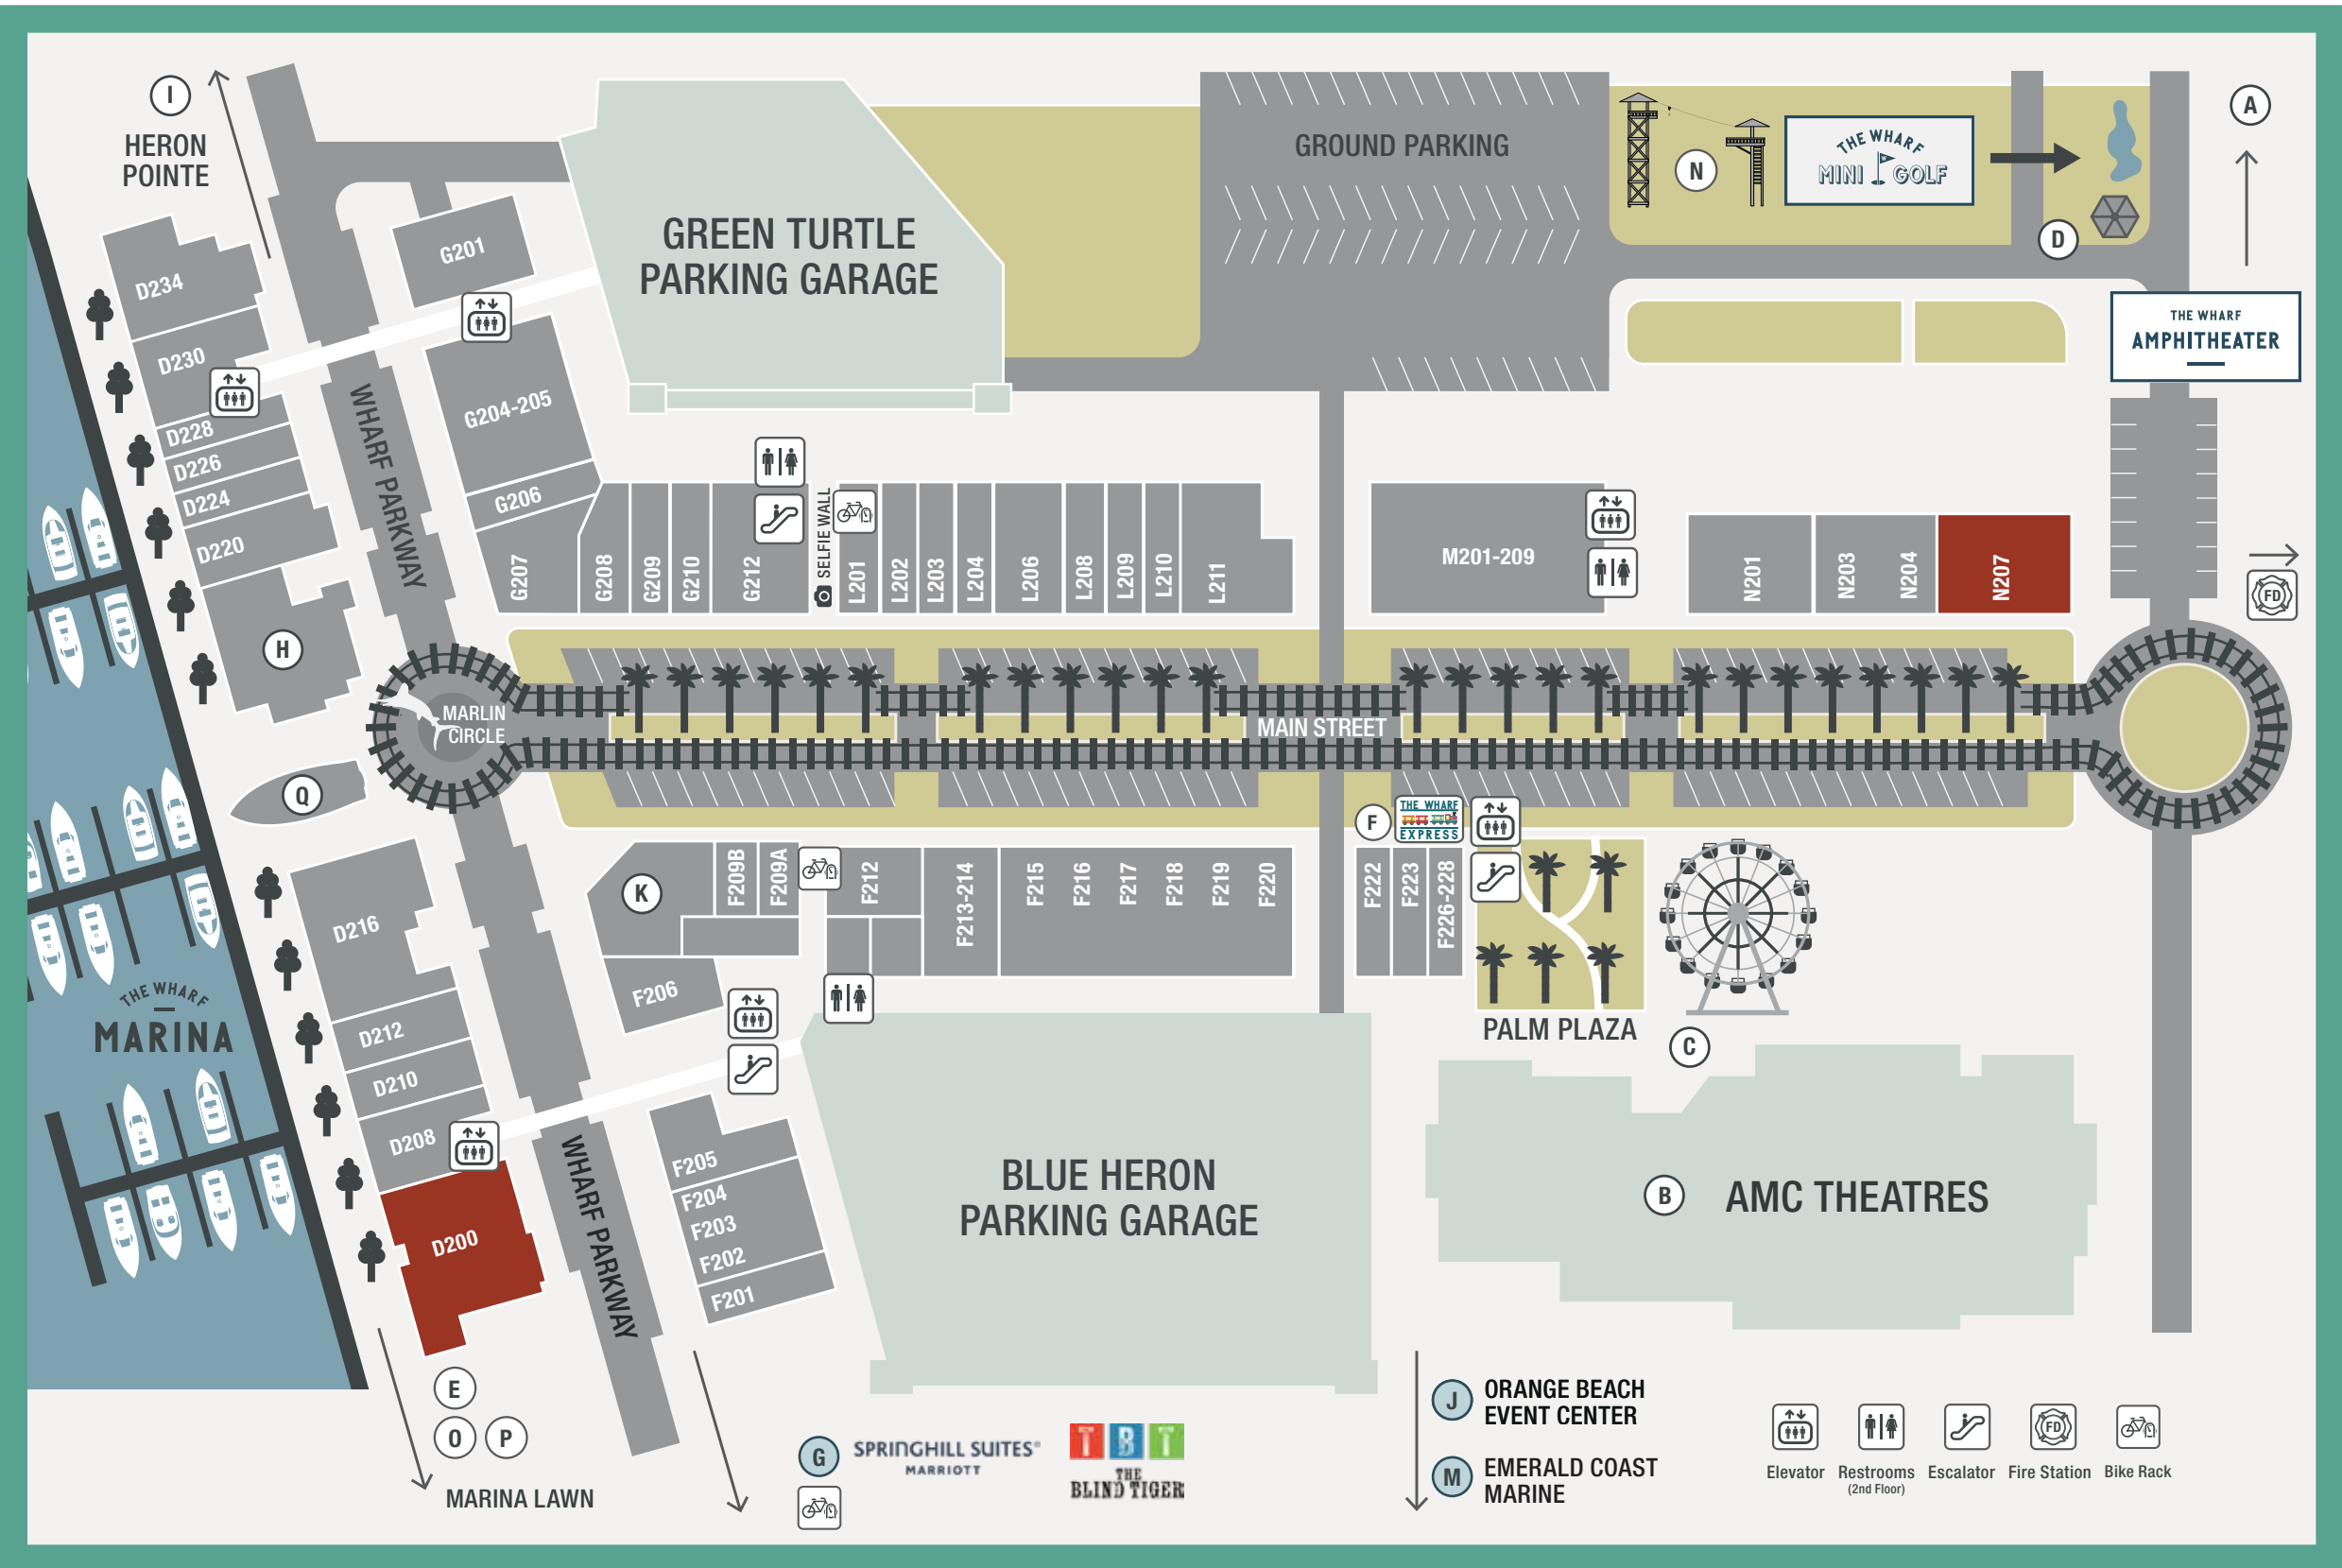 I
HERON
POINTE
GREEN TURTLE
PARKING GARAGE
GROUND PARKING
N
THE WHARF
MINI GOLF
D
A
THE WHARF
AMPHITHEATER
FD
G201
D234
D230
D228
D226
D224
D220
H
WHARF PARKWAY
G204-205
G206
G207
G208
G209
G210
G212
SELFIE WALL
L201
L202
L203
L204
L206
L208
L209
L210
L211
M201-209
N201
N203
N204
N207
MARLIN
CIRCLE
MAIN STREET
Q
K
F209B
F209A
F212
F213-214
F215
F216
F217
F218
F219
F220
F
THE WHARF
EXPRESS
F222
F223
F226-228
PALM PLAZA
C
D216
D212
D210
D208
D200
F206
THE WHARF
MARINA
WHARF PARKWAY
F205
F204
F203
F202
F201
BLUE HERON
PARKING GARAGE
B
AMC THEATRES
E
O
P
MARINA LAWN
G
SPRINGHILL SUITES®
MARRIOTT
TBT
THE
BLIND TIGER
J
ORANGE BEACH
EVENT CENTER
M
EMERALD COAST
MARINE
FD
Elevator
Restrooms
(2nd Floor)
Escalator
Fire Station
Bike Rack